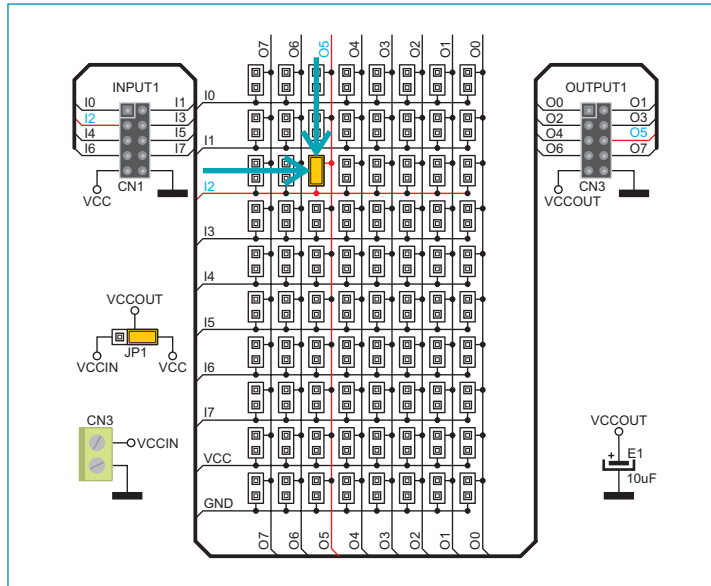 O7 O6 O5 O4 O3 O2 O1 O0
INPUT1
I0 I1
I2 I3
I4 I5
I6 I7
CN1
VCC
I0
I1
I2
I3
I4
I5
I6
I7
VCC
GND
O7 O6 O5 O4 O3 O2 O1 O0
OUTPUT1
O0 O1
O2 O3
O4 O5
O6 O7
CN3
VCCOUT
VCCOUT
JP1
VCCIN VCC
CN3
VCCIN
VCCOUT
+ E1
10uF